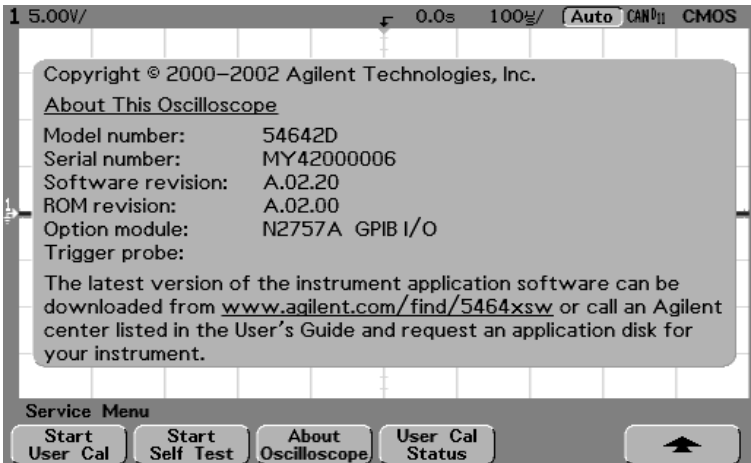 1 5.00V/ 0.0s 100㎲/ Auto CAN D11 CMOS
Copyright © 2000–2002 Agilent Technologies, Inc.
About This Oscilloscope
Model number: 54642D
Serial number: MY42000006
Software revision: A.02.20
ROM revision: A.02.00
Option module: N2757A GPIB I/O
Trigger probe:
The latest version of the instrument application software can be
downloaded from www.agilent.com/find/5464xsw or call an Agilent
center listed in the User's Guide and request an application disk for
your instrument.
1
Service Menu
Start User Cal
Start Self Test
About Oscilloscope
User Cal Status